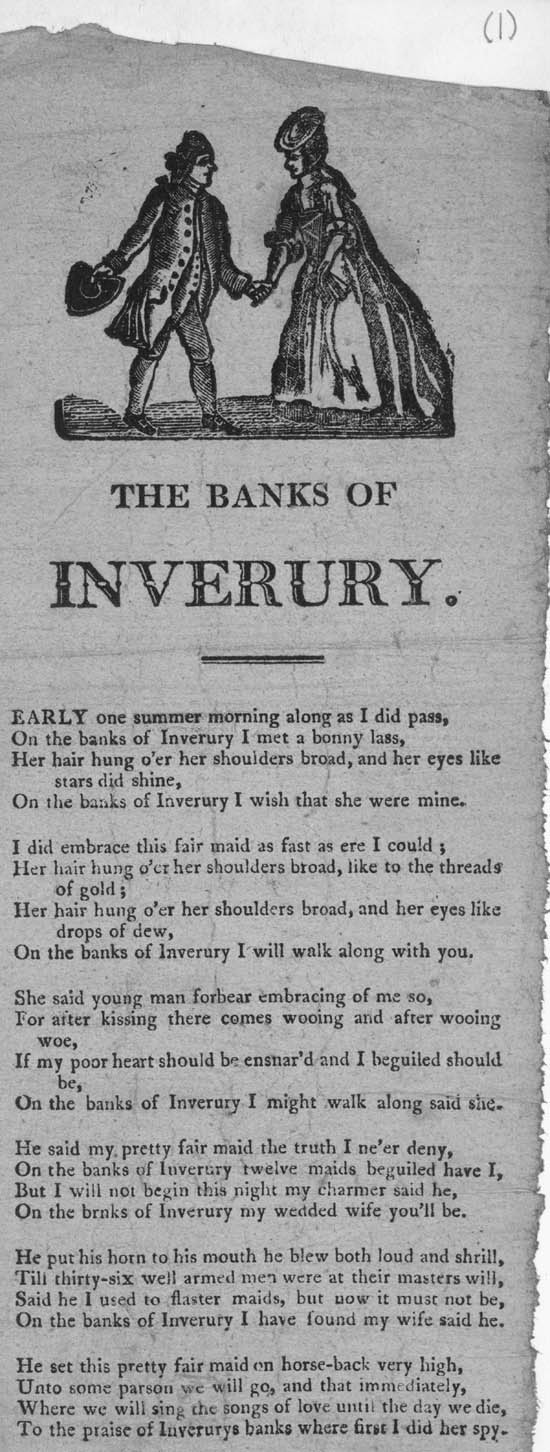 (1)
THE BANKS OF
INVERURY.
EARLY one summer morning along as I did pass,
On the banks of Inverury I met a bonny lass,
Her hair hung o'er her shoulders broad, and her eyes like
stars did shine,
On the banks of Inverury I wish that she were mine.
I did embrace this fair maid as fast as ere I could ;
Her hair hung o'er her shoulders broad, like to the threads
of gold ;
Her hair hung o'er her shoulders broad, and her eyes like
drops of dew,
On the banks of Inverury I will walk along with you.
She said young man forbear embracing of me so,
For after kissing there comes wooing and after wooing
woe,
If my poor heart should be ensnar'd and I beguiled should
be,
On the banks of Inverury I might walk along said she.
He said my pretty fair maid the truth I ne'er deny,
On the banks of Inverury twelve maids beguiled have I,
But I will not begin this night my charmer said he,
On the brnks of Inverury my wedded wife you'll be.
He put his horn to his mouth he blew both loud and shrill,
Till thirty-six well armed men were at their masters will,
Said he I used to flaster maids, but now it must not be,
On the banks of Inverury I have found my wife said he.
He set this pretty fair maid on horse-back very high,
Unto some parson we will go, and that immediately,
Where we will sing the songs of love until the day we die,
To the praise of Inverurys banks where first I did her spy.